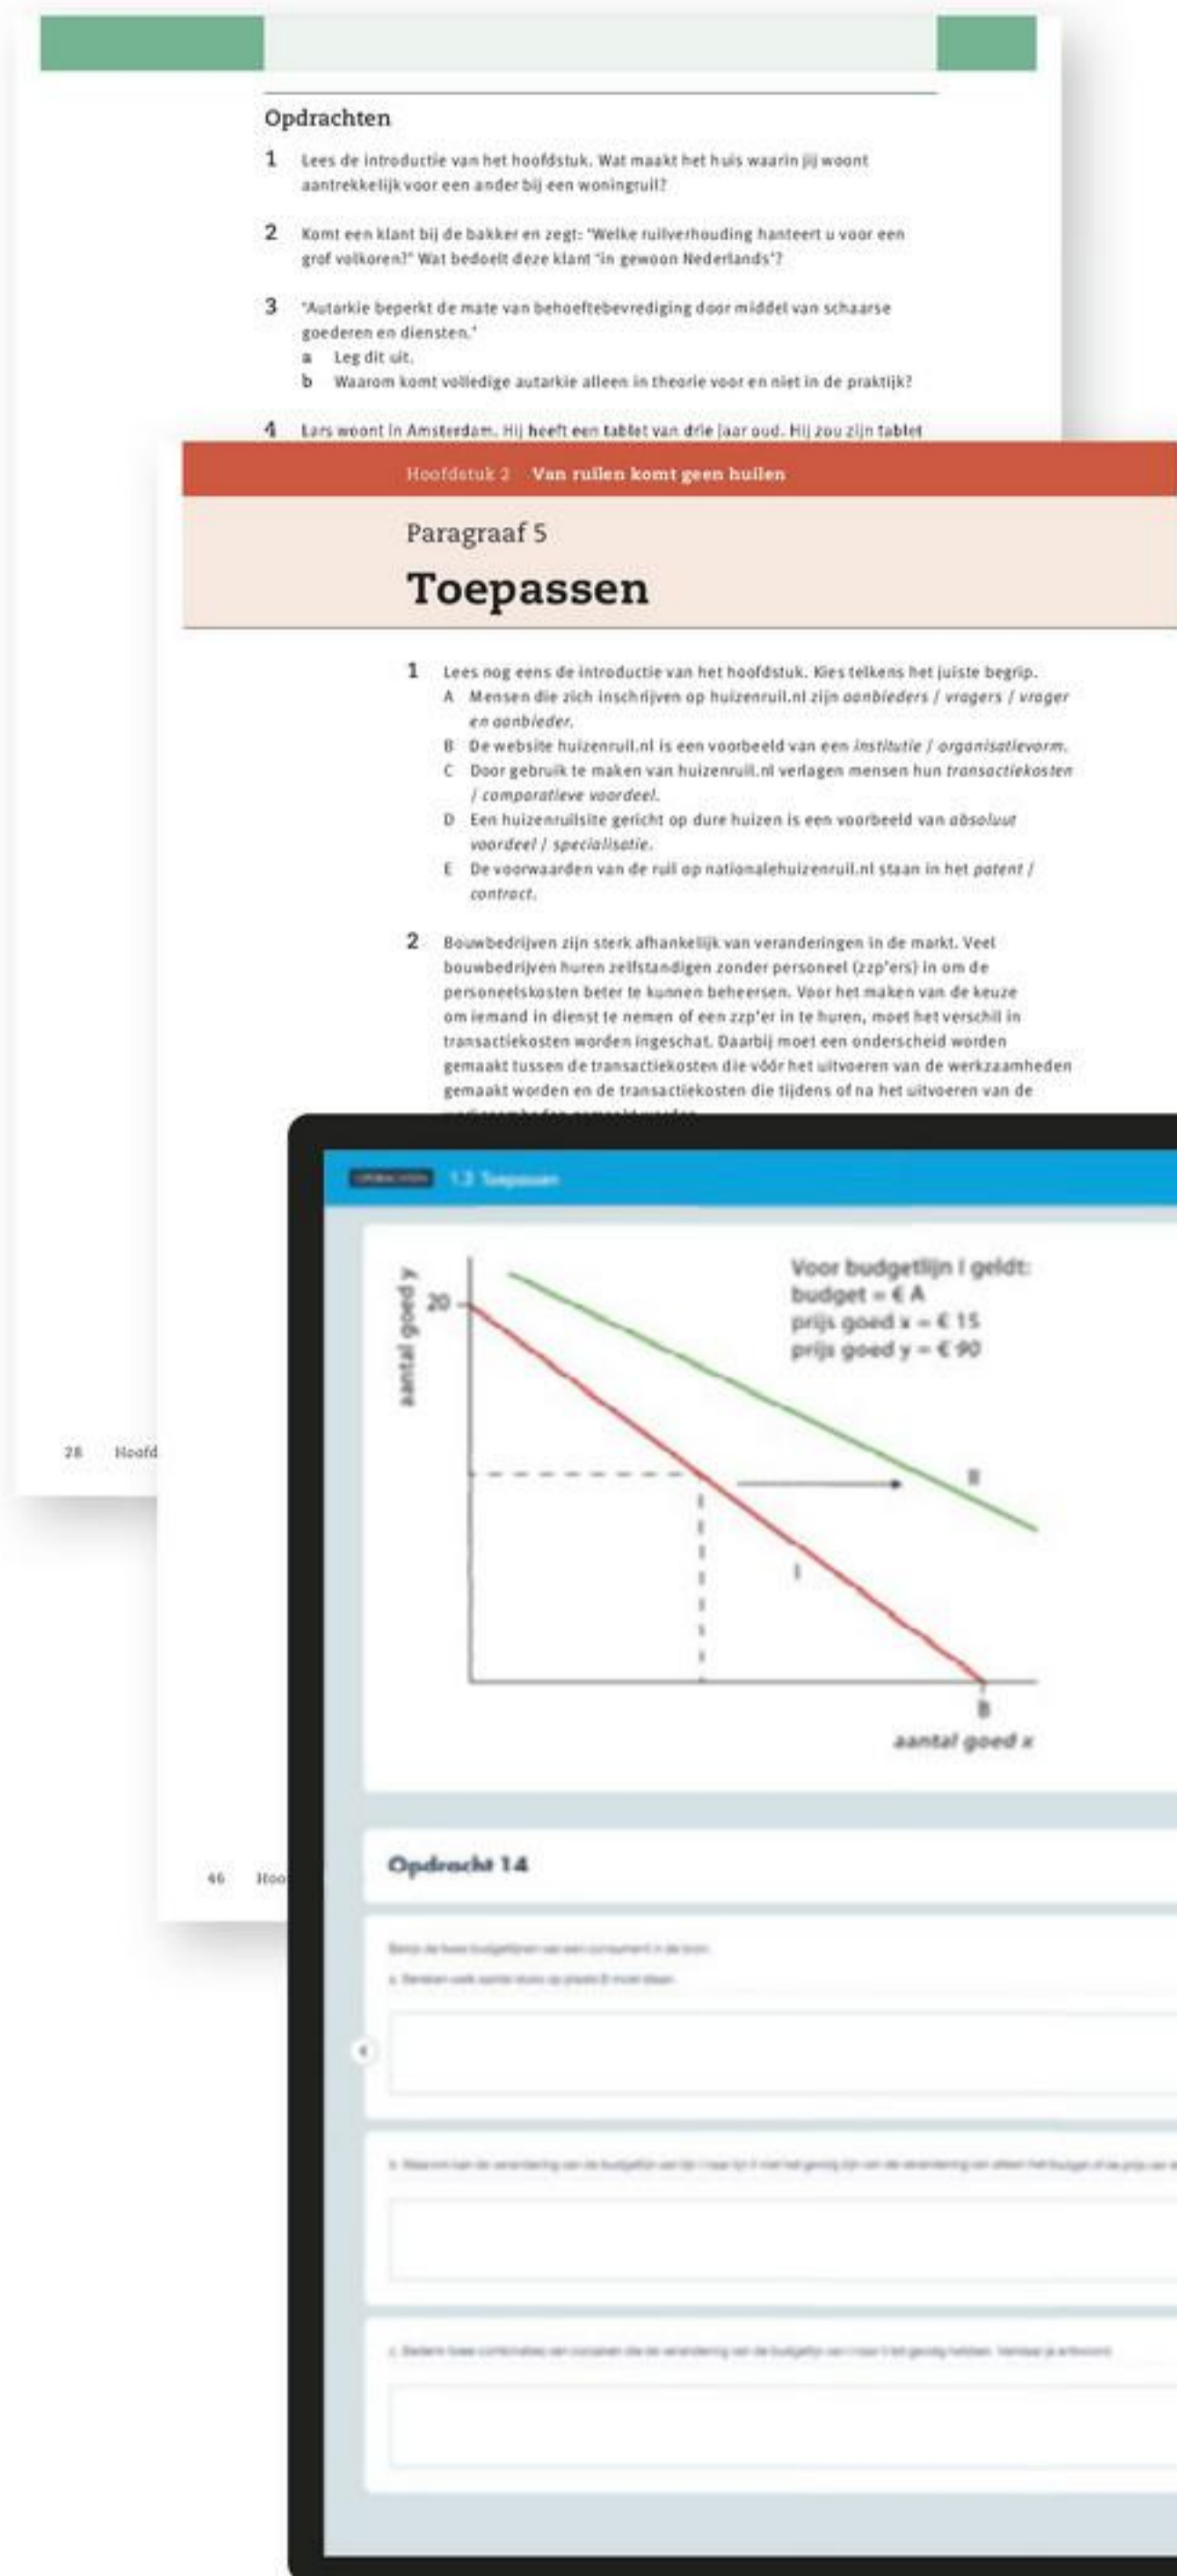 Opdrachten
1 Lees de introductie van het hoofdstuk. Wat maakt het huis waarin jij woont
aantrekkelijk voor een ander bij een woningruil?
2 Komt een klant bij de bakker en zegt: "Welke ruilverhouding hanteert u voor een
grof volkoren?" Wat bedoelt deze klant 'in gewoon Nederlands'?
3 "Autarkie beperkt de mate van behoeftebevrediging door middel van schaarse
goederen en diensten."
a Leg dit uit.
b Waarom komt volledige autarkie alleen in theorie voor en niet in de praktijk?
4 Lars woont in Amsterdam. Hij heeft een tablet van drie jaar oud. Hij zou zijn tablet
Hoofdstuk 2 Van ruilen komt geen huilen
Paragraaf 5
Toepassen
1 Lees nog eens de introductie van het hoofdstuk. Kies telkens het juiste begrip.
A Mensen die zich inschrijven op huizenruil.nl zijn aanbieders / vragers / vrager
en aanbieder.
B De website huizenruil.nl is een voorbeeld van een institutie / organisatievorm.
C Door gebruik te maken van huizenruil.nl verlagen mensen hun transactiekosten
/ comparatieve voordeel.
D Een huizenruilsite gericht op dure huizen is een voorbeeld van absoluut
voordeel / specialisatie.
E De voorwaarden van de ruil op nationalehuizenruil.nl staan in het patent /
contract.
2 Bouwbedrijven zijn sterk afhankelijk van veranderingen in de markt. Veel
bouwbedrijven huren zelfstandigen zonder personeel (zzp'ers) in om de
personeelskosten beter te kunnen beheersen. Voor het maken van de keuze
om iemand in dienst te nemen of een zzp'er in te huren, moet het verschil in
transactiekosten worden ingeschat. Daarbij moet een onderscheid worden
gemaakt tussen de transactiekosten die vóór het uitvoeren van de werkzaamheden
gemaakt worden en de transactiekosten die tijdens of na het uitvoeren van de
Toepassen
aantal goed y
20
Voor budgetlijn I geldt:
budget = € A
prijs goed x = € 15
prijs goed y = € 90
II
I
B
aantal goed x
28 Hoofd
46 Hoo
Opdracht 14